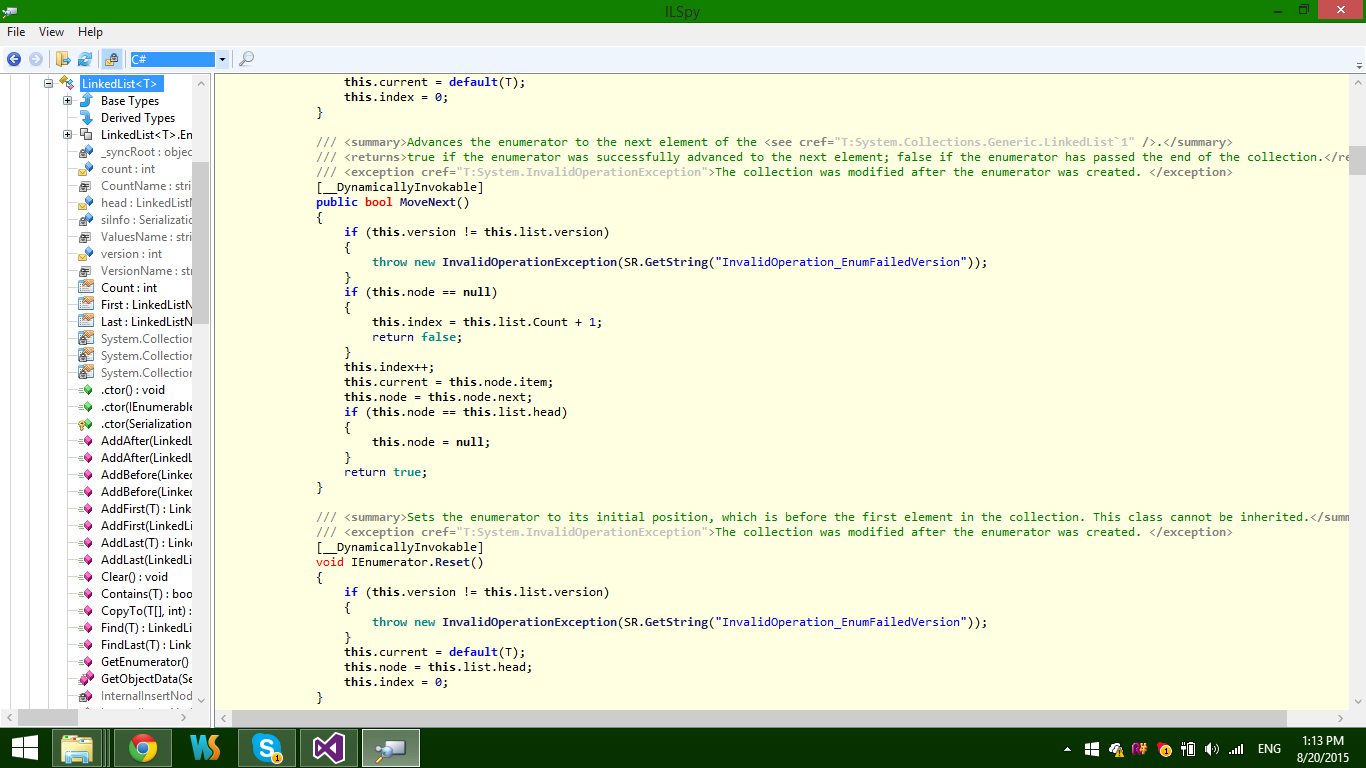 ILSpy
File View Help
C#
LinkedList<T>
Base Types
Derived Types
LinkedList<T>.En
_syncRoot : objec
count : int
CountName : stri
head : LinkedListN
siInfo : Serializatio
ValuesName : stri
version : int
VersionName : st
Count : int
First : LinkedListN
Last : LinkedListN
System.Collection
System.Collection
System.Collection
.ctor() : void
.ctor(IEnumerable
.ctor(Serialization
AddAfter(LinkedL
AddAfter(LinkedL
AddBefore(Linked
AddBefore(Linked
AddFirst(T) : Link
AddFirst(LinkedLi
AddLast(T) : Linke
AddLast(LinkedLi
Clear() : void
Contains(T) : boo
CopyTo(T[], int) :
Find(T) : LinkedLi
FindLast(T) : Link
GetEnumerator()
GetObjectData(Se
InternalInsertNod
this.current = default(T);
this.index = 0;
}
/// <summary>Advances the enumerator to the next element of the <see cref="T:System.Collections.Generic.LinkedList`1" />.</summary>
/// <returns>true if the enumerator was successfully advanced to the next element; false if the enumerator has passed the end of the collection.</re
/// <exception cref="T:System.InvalidOperationException">The collection was modified after the enumerator was created. </exception>
[__DynamicallyInvokable]
public bool MoveNext()
{
if (this.version != this.list.version)
{
throw new InvalidOperationException(SR.GetString("InvalidOperation_EnumFailedVersion"));
}
if (this.node == null)
{
this.index = this.list.Count + 1;
return false;
}
this.index++;
this.current = this.node.item;
this.node = this.node.next;
if (this.node == this.list.head)
{
this.node = null;
}
return true;
}
/// <summary>Sets the enumerator to its initial position, which is before the first element in the collection. This class cannot be inherited.</summ
/// <exception cref="T:System.InvalidOperationException">The collection was modified after the enumerator was created. </exception>
[__DynamicallyInvokable]
void IEnumerator.Reset()
{
if (this.version != this.list.version)
{
throw new InvalidOperationException(SR.GetString("InvalidOperation_EnumFailedVersion"));
}
this.current = default(T);
this.node = this.list.head;
this.index = 0;
}
ENG
1:13 PM
8/20/2015